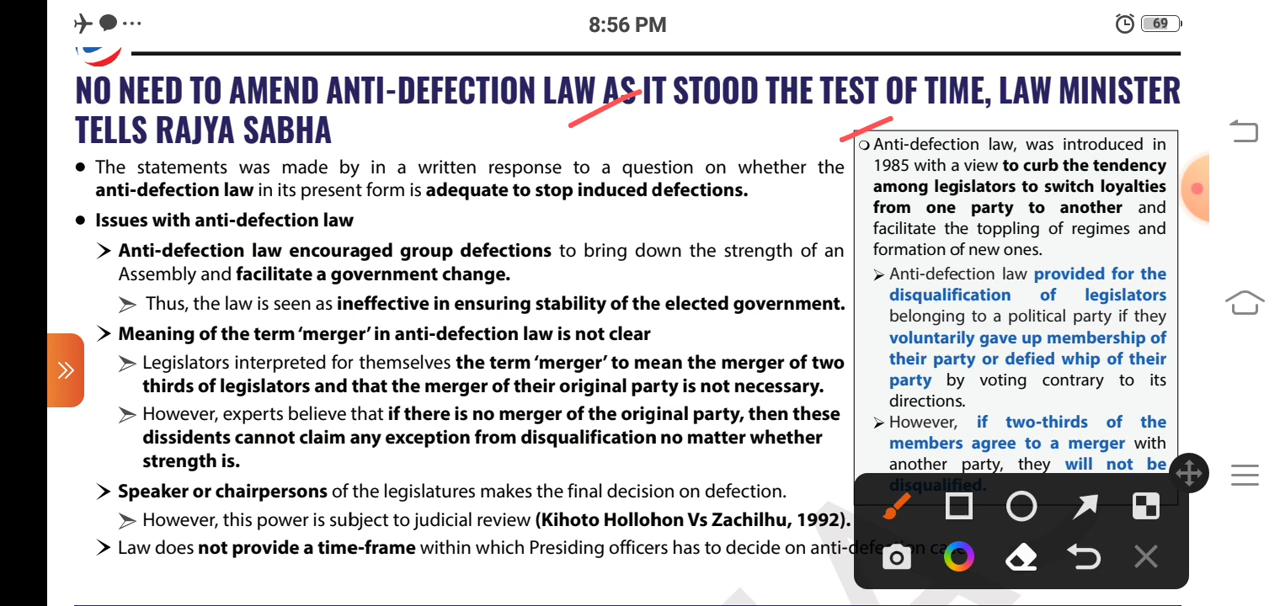 8:56 PM
69
NO NEED TO AMEND ANTI-DEFECTION LAW AS IT STOOD THE TEST OF TIME, LAW MINISTER
TELLS RAJYA SABHA
• The statements was made by in a written response to a question on whether the
anti-defection law in its present form is adequate to stop induced defections.
• Issues with anti-defection law
➢ Anti-defection law encouraged group defections to bring down the strength of an
Assembly and facilitate a government change.
➢ Thus, the law is seen as ineffective in ensuring stability of the elected government.
➢ Meaning of the term ‘merger’ in anti-defection law is not clear
➢ Legislators interpreted for themselves the term ‘merger’ to mean the merger of two
thirds of legislators and that the merger of their original party is not necessary.
➢ However, experts believe that if there is no merger of the original party, then these
dissidents cannot claim any exception from disqualification no matter whether
strength is.
➢ Speaker or chairpersons of the legislatures makes the final decision on defection.
➢ However, this power is subject to judicial review (Kihoto Hollohon Vs Zachilhu, 1992).
➢ Law does not provide a time-frame within which Presiding officers has to decide on anti-defection
○ Anti-defection law, was introduced in
1985 with a view to curb the tendency
among legislators to switch loyalties
from one party to another and
facilitate the toppling of regimes and
formation of new ones.
➢ Anti-defection law provided for the
disqualification of legislators
belonging to a political party if they
voluntarily gave up membership of
their party or defied whip of their
party by voting contrary to its
directions.
➢ However, if two-thirds of the
members agree to a merger with
another party, they will not be
disqualified.